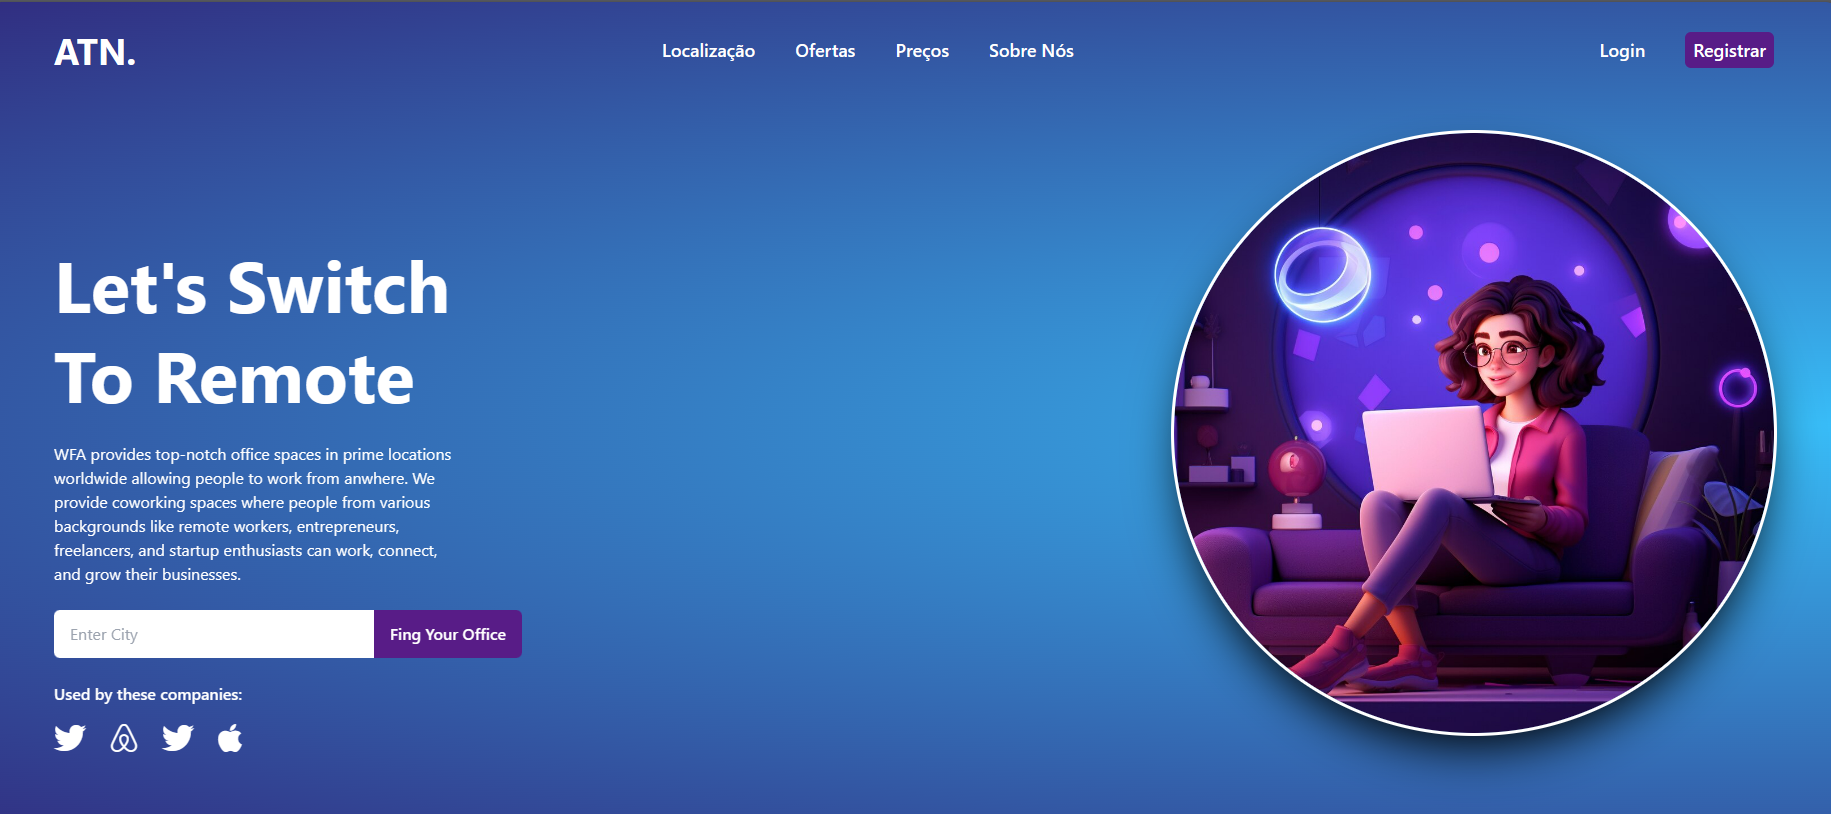 ATN.
Localização Ofertas Preços Sobre Nós
Login Registrar
Let's Switch
To Remote
WFA provides top-notch office spaces in prime locations
worldwide allowing people to work from anwhere. We
provide coworking spaces where people from various
backgrounds like remote workers, entrepreneurs,
freelancers, and startup enthusiasts can work, connect,
and grow their businesses.
Enter City Fing Your Office
Used by these companies: